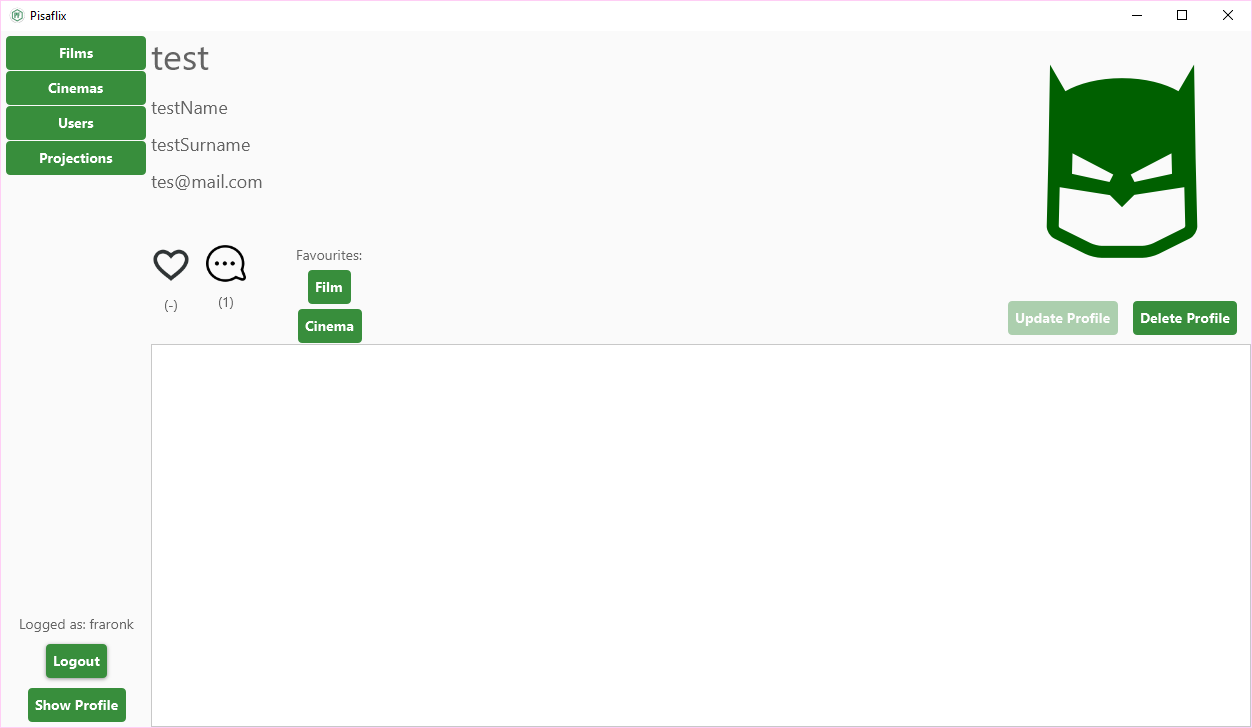 Pisaflix
Films
Cinemas
Users
Projections
test
testName
testSurname
tes@mail.com
(-)
(1)
Favourites:
Film
Cinema
Update Profile
Delete Profile
Logged as: fraronk
Logout
Show Profile